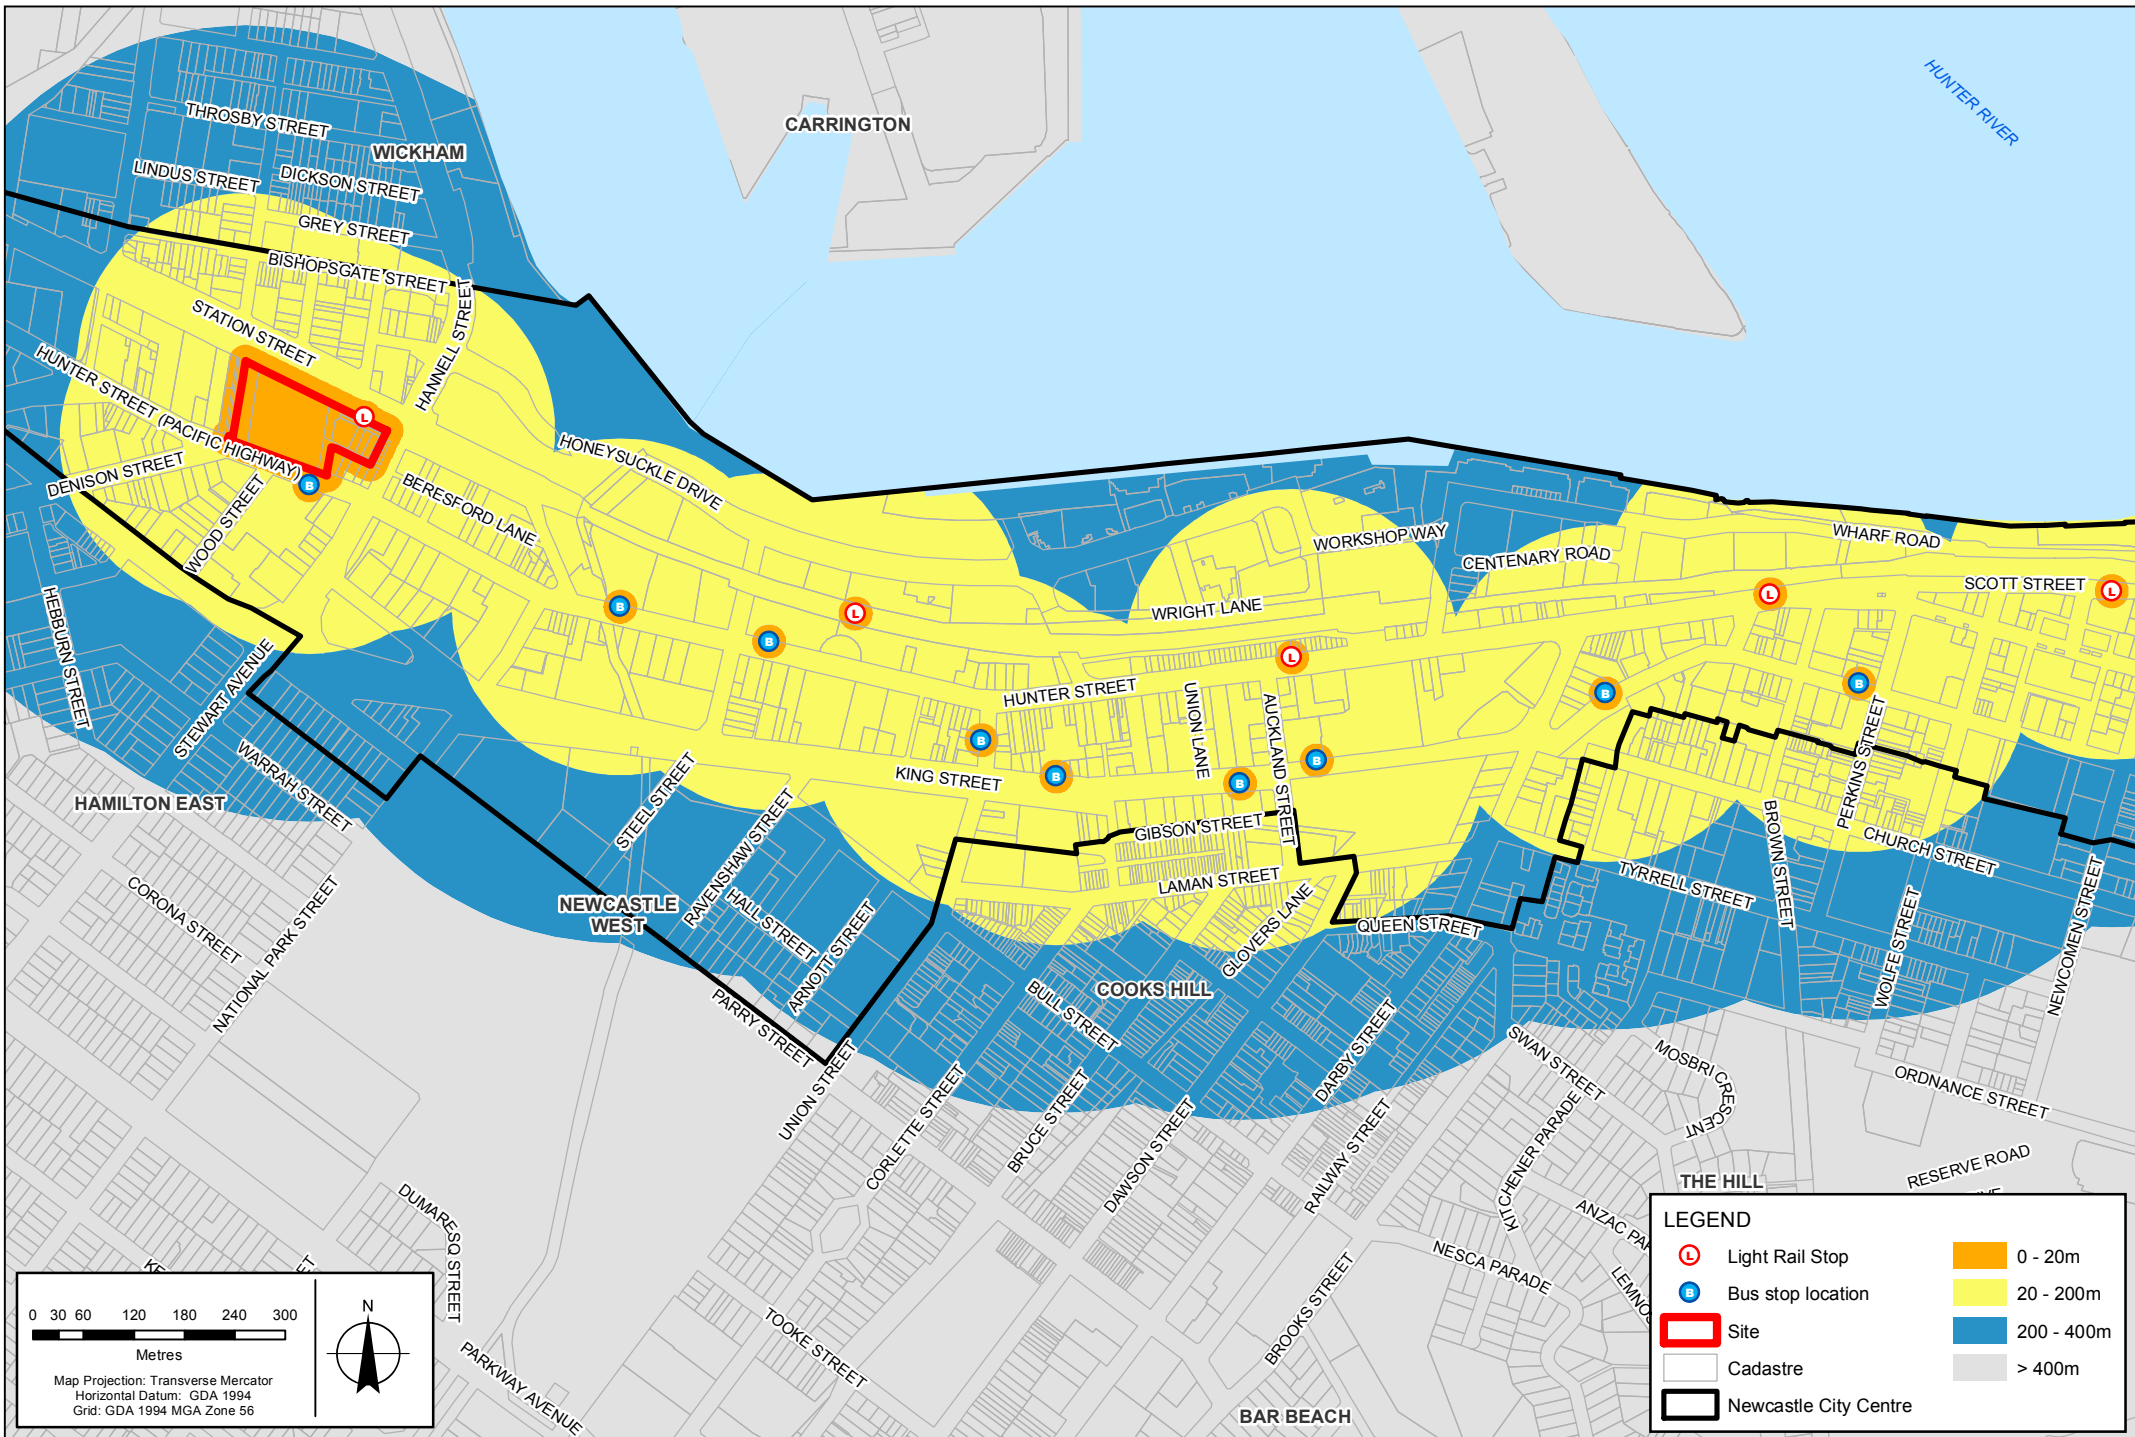 HUNTER RIVER
CARRINGTON
THROSBY STREET
WICKHAM
LINDUS STREET
DICKSON STREET
GREY STREET
BISHOPSGATE STREET
STATION STREET
HANNELL STREET
HUNTER STREET (PACIFIC HIGHWAY)
L
B
DENISON STREET
WOOD STREET
BERESFORD LANE
HONEYSUCKLE DRIVE
WORKSHOP WAY
CENTENARY ROAD
WHARF ROAD
SCOTT STREET
L
L
B
B
L
WRIGHT LANE
L
B
B
HEBBURN STREET
STEWART AVENUE
HUNTER STREET
UNION LANE
AUCKLAND STREET
PERKINS STREET
B
B
B
B
KING STREET
WARRAH STREET
HAMILTON EAST
STEEL STREET
RAVENSHAW STREET
GIBSON STREET
LAMAN STREET
BROWN STREET
CHURCH STREET
TYRRELL STREET
CORONA STREET
NATIONAL PARK STREET
NEWCASTLE
WEST
HALL STREET
ARNOTT STREET
GLOVERS LANE
QUEEN STREET
WOLFE STREET
NEWCOMEN STREET
COOKS HILL
BULL STREET
PARRY STREET
UNION STREET
DARBY STREET
SWAN STREET
MOSBRI CRESCENT
ORDNANCE STREET
CORLETTE STREET
BRUCE STREET
DAWSON STREET
RAILWAY STREET
KITCHENER PARADE
THE HILL
RESERVE ROAD
DUMARESQ STREET
ANZAC PAR
NESCA PARADE
LEMNOS
BROOKS STREET
TOOKE STREET
PARKWAY AVENUE
BAR BEACH
KE
0 30 60 120 180 240 300
Metres
Map Projection: Transverse Mercator
Horizontal Datum: GDA 1994
Grid: GDA 1994 MGA Zone 56
N
LEGEND
L Light Rail Stop
B Bus stop location
Site
Cadastre
Newcastle City Centre
0 - 20m
20 - 200m
200 - 400m
> 400m